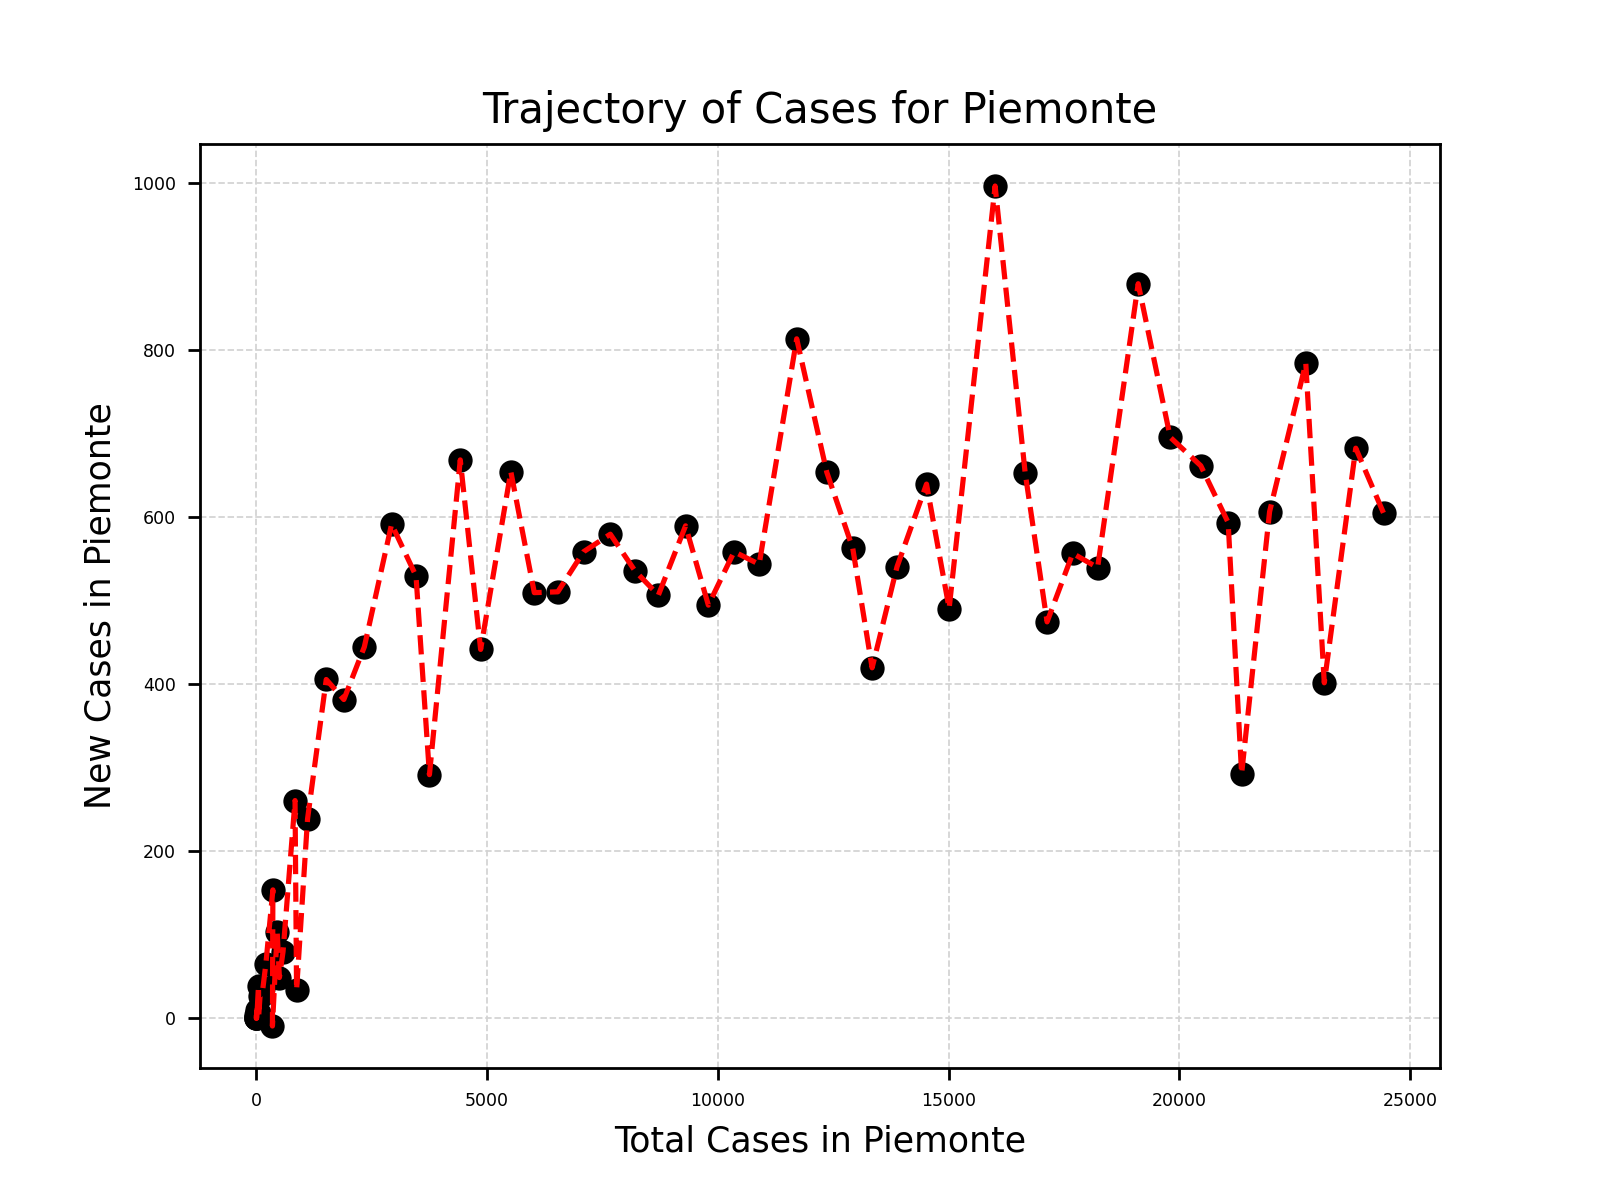 Trajectory of Cases for Piemonte
New Cases in Piemonte
1000
800
600
400
200
0
0 5000 10000 15000 20000 25000
Total Cases in Piemonte